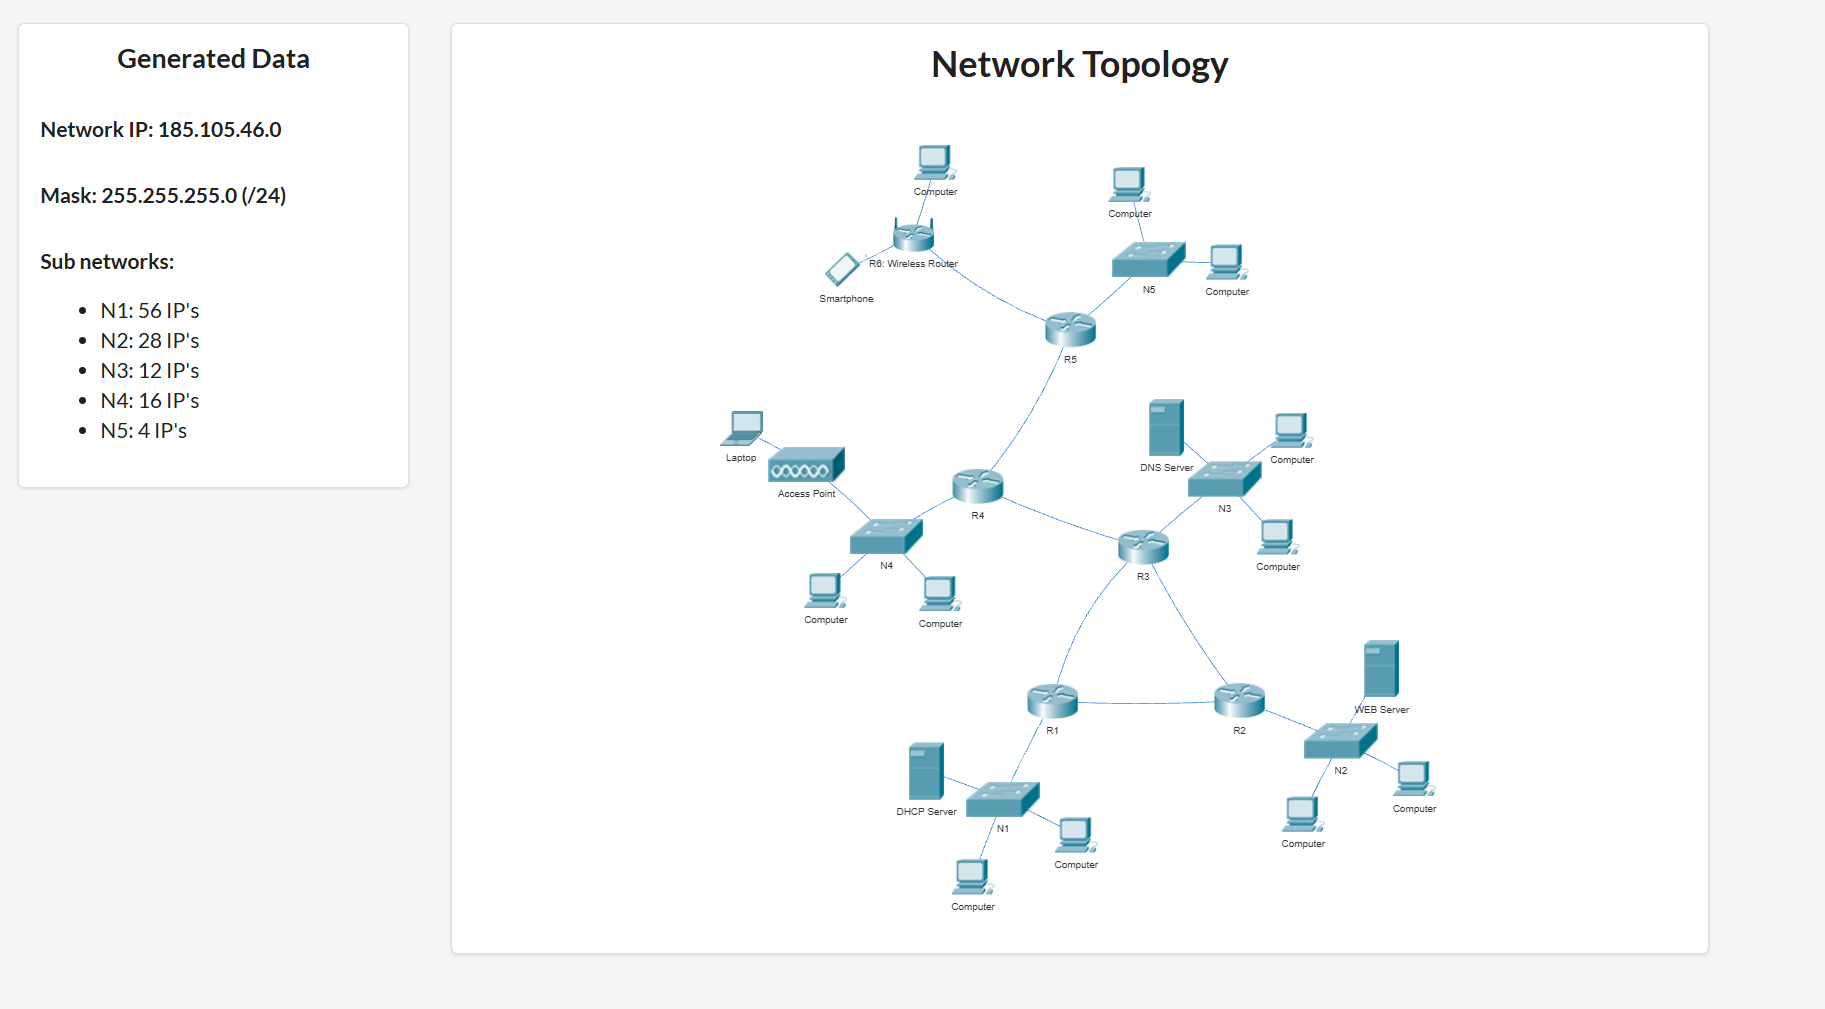 Generated Data
Network IP: 185.105.46.0
Mask: 255.255.255.0 (/24)
Sub networks:
N1: 56 IP's
N2: 28 IP's
N3: 12 IP's
N4: 16 IP's
N5: 4 IP's
Network Topology
Computer
Computer
R6: Wireless Router
Smartphone
N5
Computer
R5
Laptop
Access Point
DNS Server
Computer
R4
N3
N4
Computer
R3
Computer
Computer
WEB Server
R1
R2
N2
DHCP Server
Computer
N1
Computer
Computer
Computer